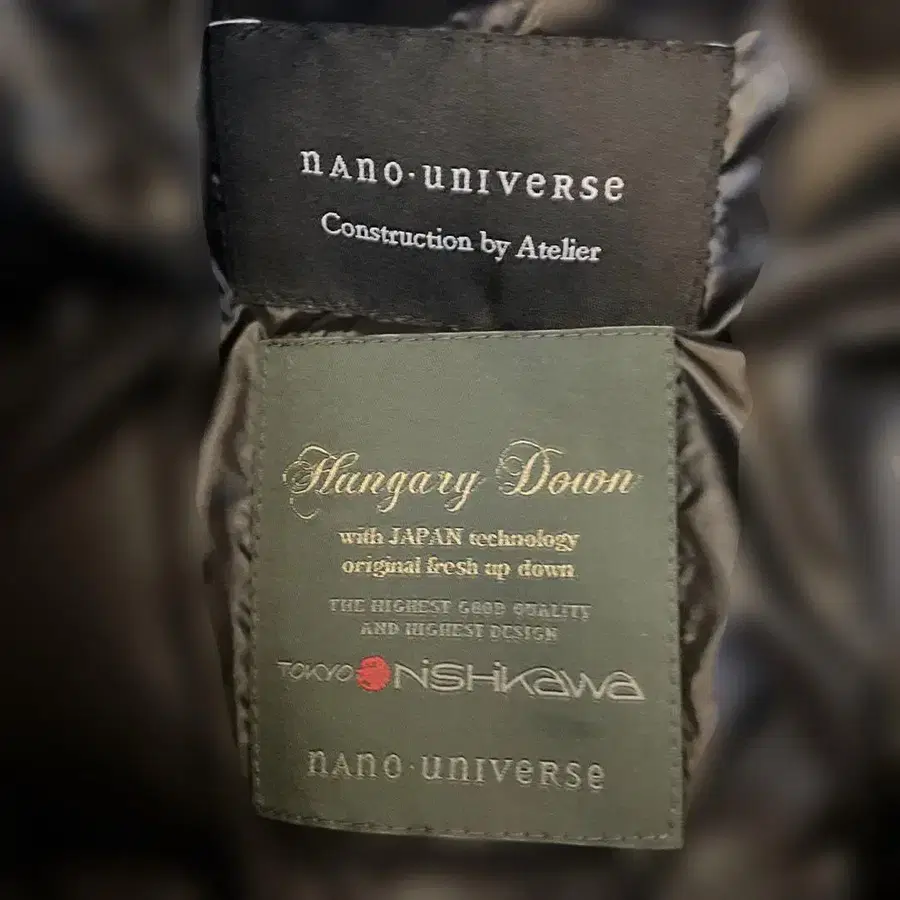 nano·universe
Construction by Atelier
Hangary Down
with JAPAN technology
original fresh up down
THE HIGHEST GOOD QUALITY
AND HIGHEST DESIGN
TOKYO NiSHiKawa
nano·universe